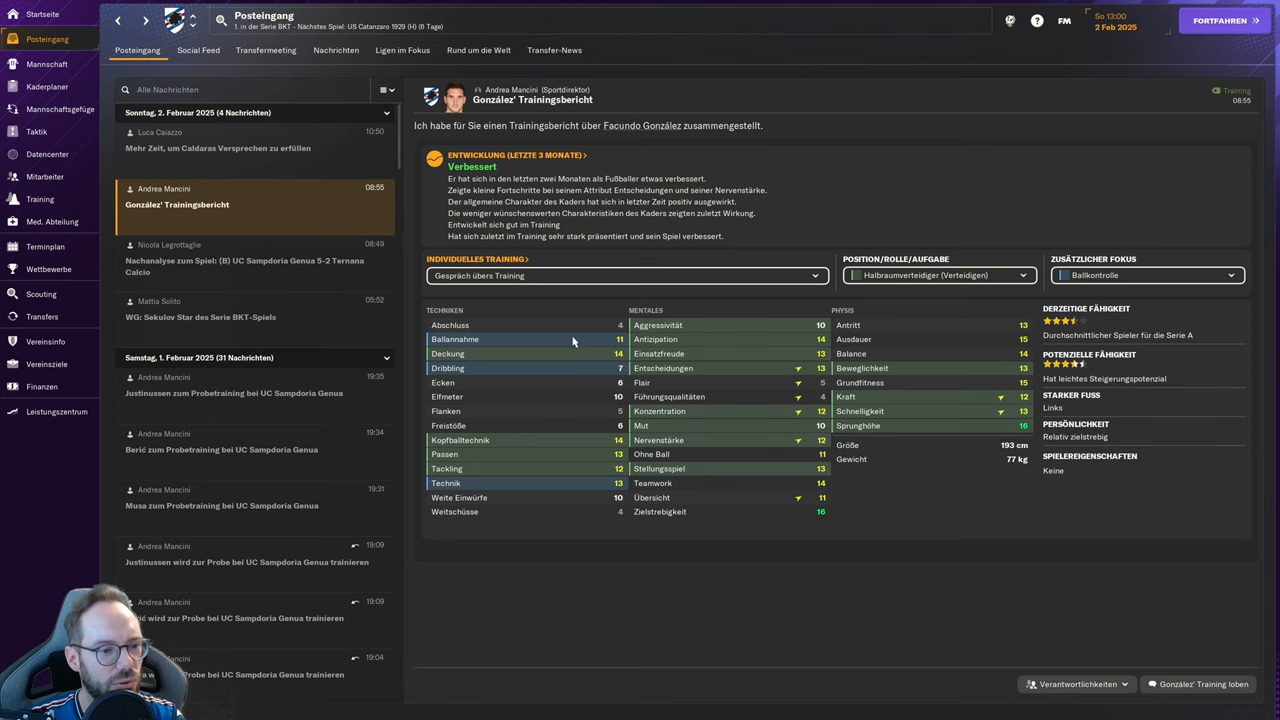 Startseite
Posteingang
Mannschaft
Kaderplaner
Mannschaftsgefüge
Taktik
Datencenter
Mitarbeiter
Training
Med. Abteilung
Terminplan
Wettbewerbe
Scouting
Transfers
Vereinsinfo
Vereinsziele
Finanzen
Leistungszentrum
Posteingang
1. in der Serie BKT - Nächstes Spiel: US Catanzaro 1929 (H) (6 Tage)
FM
So 13:00
2 Feb 2025
FORTFAHREN
Posteingang Social Feed Transfermeeting Nachrichten Ligen im Fokus Rund um die Welt Transfer-News
Alle Nachrichten
Sonntag, 2. Februar 2025 (4 Nachrichten)
Luca Caiazzo 10:50
Mehr Zeit, um Caldaras Versprechen zu erfüllen
Andrea Mancini 08:55
González' Trainingsbericht
Nicola Legrottaglie 08:49
Nachanalyse zum Spiel: (B) UC Sampdoria Genua 5-2 Ternana
Calcio
Mattia Solito 05:52
WG: Sekulov Star des Serie BKT-Spiels
Samstag, 1. Februar 2025 (31 Nachrichten)
Andrea Mancini 19:35
Justinussen zum Probetraining bei UC Sampdoria Genua
Andrea Mancini 19:34
Berić zum Probetraining bei UC Sampdoria Genua
Andrea Mancini 19:31
Musa zum Probetraining bei UC Sampdoria Genua
Andrea Mancini 19:09
Justinussen wird zur Probe bei UC Sampdoria Genua trainieren
Andrea Mancini 19:09
ić wird zur Probe bei UC Sampdoria Genua trainieren
Mancini 19:04
a wird zur Probe bei UC Sampdoria Genua trainieren
Andrea Mancini (Sportdirektor)
González' Trainingsbericht
Training
08:55
Ich habe für Sie einen Trainingsbericht über Facundo González zusammengestellt.
ENTWICKLUNG (LETZTE 3 MONATE)
Verbessert
Er hat sich in den letzten zwei Monaten als Fußballer etwas verbessert.
Zeigte kleine Fortschritte bei seinem Attribut Entscheidungen und seiner Nervenstärke.
Der allgemeine Charakter des Kaders hat sich in letzter Zeit positiv ausgewirkt.
Die weniger wünschenswerten Charakteristiken des Kaders zeigten zuletzt Wirkung.
Entwickelt sich gut im Training
Hat sich zuletzt im Training sehr stark präsentiert und sein Spiel verbessert.
INDIVIDUELLES TRAINING
Gespräch übers Training
POSITION/ROLLE/AUFGABE
Halbraumverteidiger (Verteidigen)
ZUSÄTZLICHER FOKUS
Ballkontrolle
TECHNIKEN
Abschluss 4
Ballannahme 11
Deckung 14
Dribbling 7
Ecken 6
Elfmeter 10
Flanken 5
Freistöße 6
Kopfballtechnik 14
Passen 13
Tackling 12
Technik 13
Weite Einwürfe 10
Weitschüsse 4
MENTALES
Aggressivität 10
Antizipation 14
Einsatzfreude 13
Entscheidungen 13
Flair 5
Führungsqualitäten 4
Konzentration 12
Mut 10
Nervenstärke 12
Ohne Ball 11
Stellungsspiel 13
Teamwork 14
Übersicht 11
Zielstrebigkeit 16
PHYSIS
Antritt 13
Ausdauer 15
Balance 14
Beweglichkeit 13
Grundfitness 15
Kraft 12
Schnelligkeit 13
Sprunghöhe 16
Größe 193 cm
Gewicht 77 kg
DERZEITIGE FÄHIGKEIT
Durchschnittlicher Spieler für die Serie A
POTENZIELLE FÄHIGKEIT
Hat leichtes Steigerungspotenzial
STARKER FUSS
Links
PERSÖNLICHKEIT
Relativ zielstrebig
SPIELEREIGENSCHAFTEN
Keine
Verantwortlichkeiten
González' Training loben